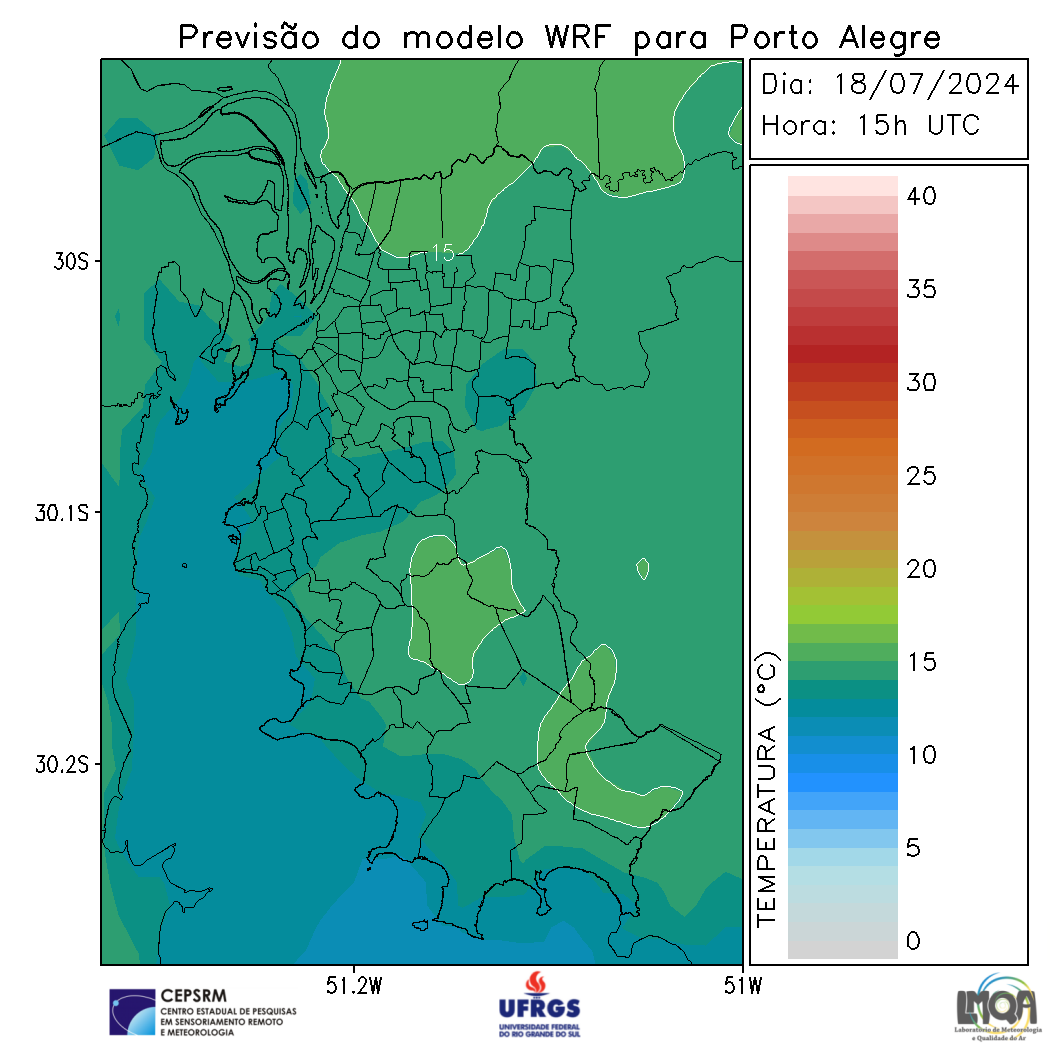 Previsão do modelo WRF para Porto Alegre
Dia: 18/07/2024
Hora: 15h UTC
40
35
30
25
20
15
10
5
0
TEMPERATURA (°C)
15
30S
30.1S
30.2S
51.2W
51W
CEPSRM
CENTRO ESTADUAL DE PESQUISAS
EM SENSORIAMENTO REMOTO
E METEOROLOGIA
UFRGS
UNIVERSIDADE FEDERAL
DO RIO GRANDE DO SUL
LMQA
Laboratório de Meteorologia
e Qualidade do Ar